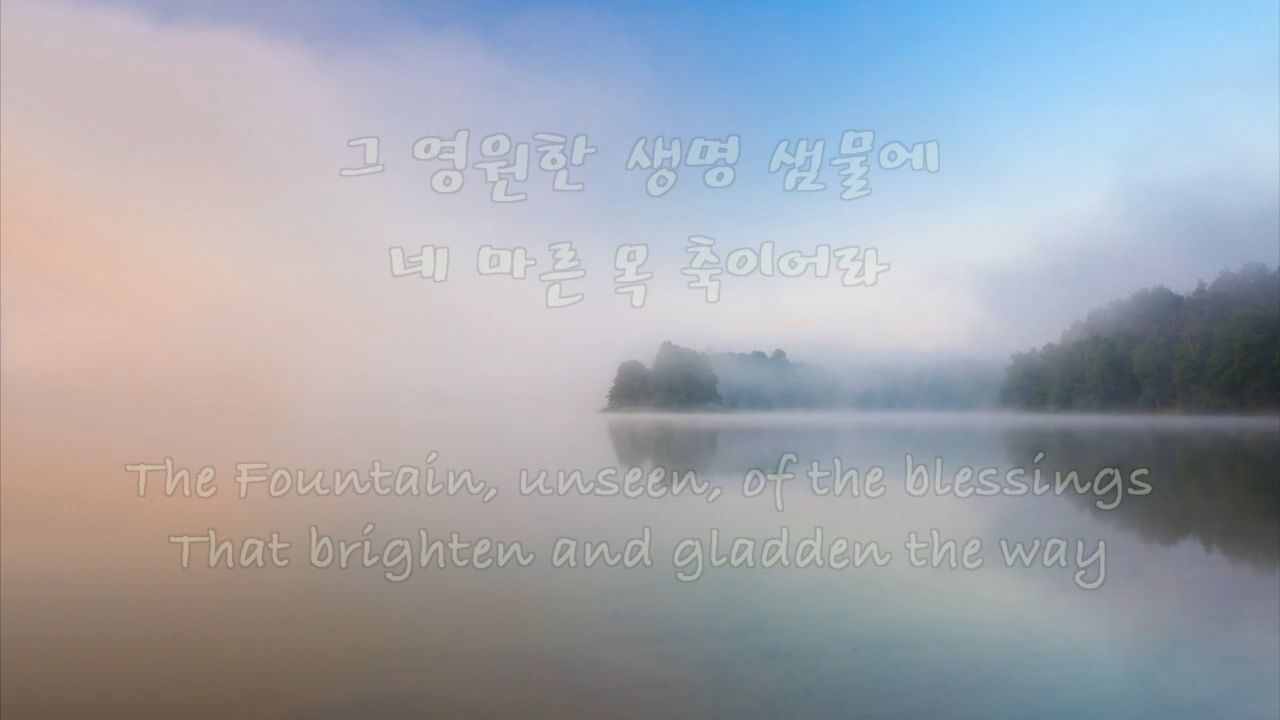 그 영원한 생명 샘물에
네 마른 목 축이어라
The Fountain, unseen, of the blessings
That brighten and gladden the way